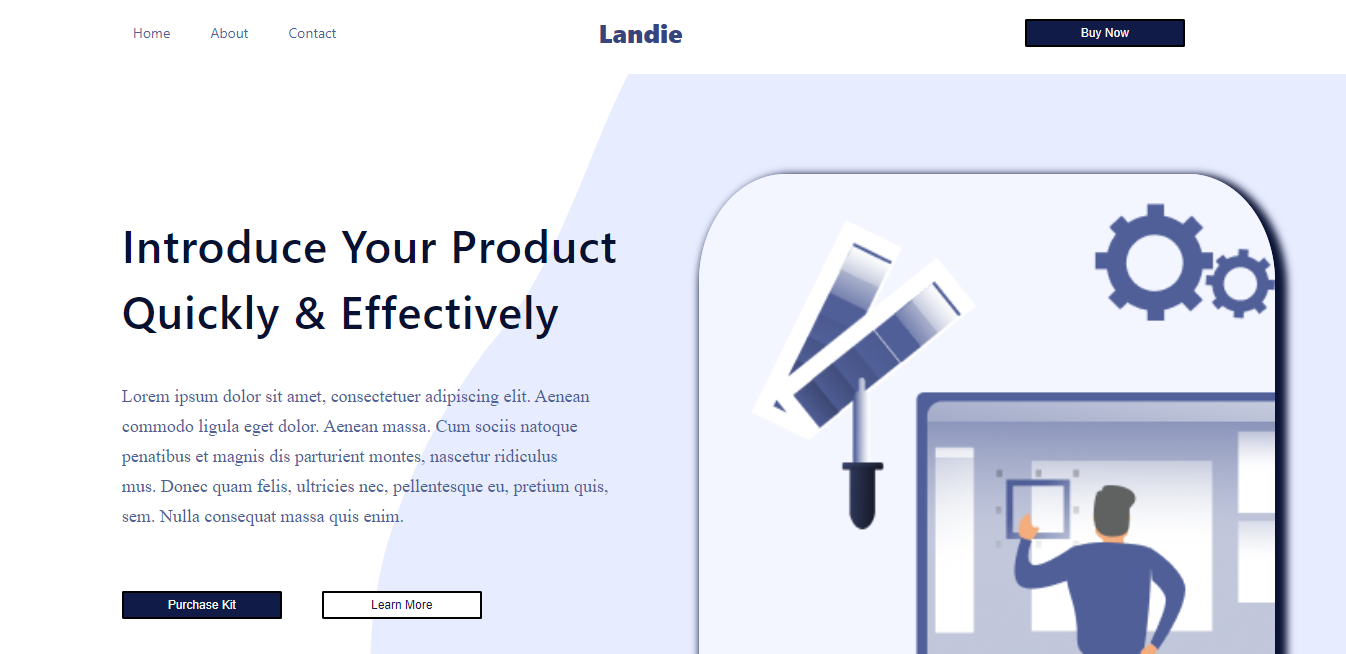 Home About Contact Landie Buy Now
Introduce Your Product
Quickly & Effectively
Lorem ipsum dolor sit amet, consectetuer adipiscing elit. Aenean
commodo ligula eget dolor. Aenean massa. Cum sociis natoque
penatibus et magnis dis parturient montes, nascetur ridiculus
mus. Donec quam felis, ultricies nec, pellentesque eu, pretium quis,
sem. Nulla consequat massa quis enim.
Purchase Kit Learn More